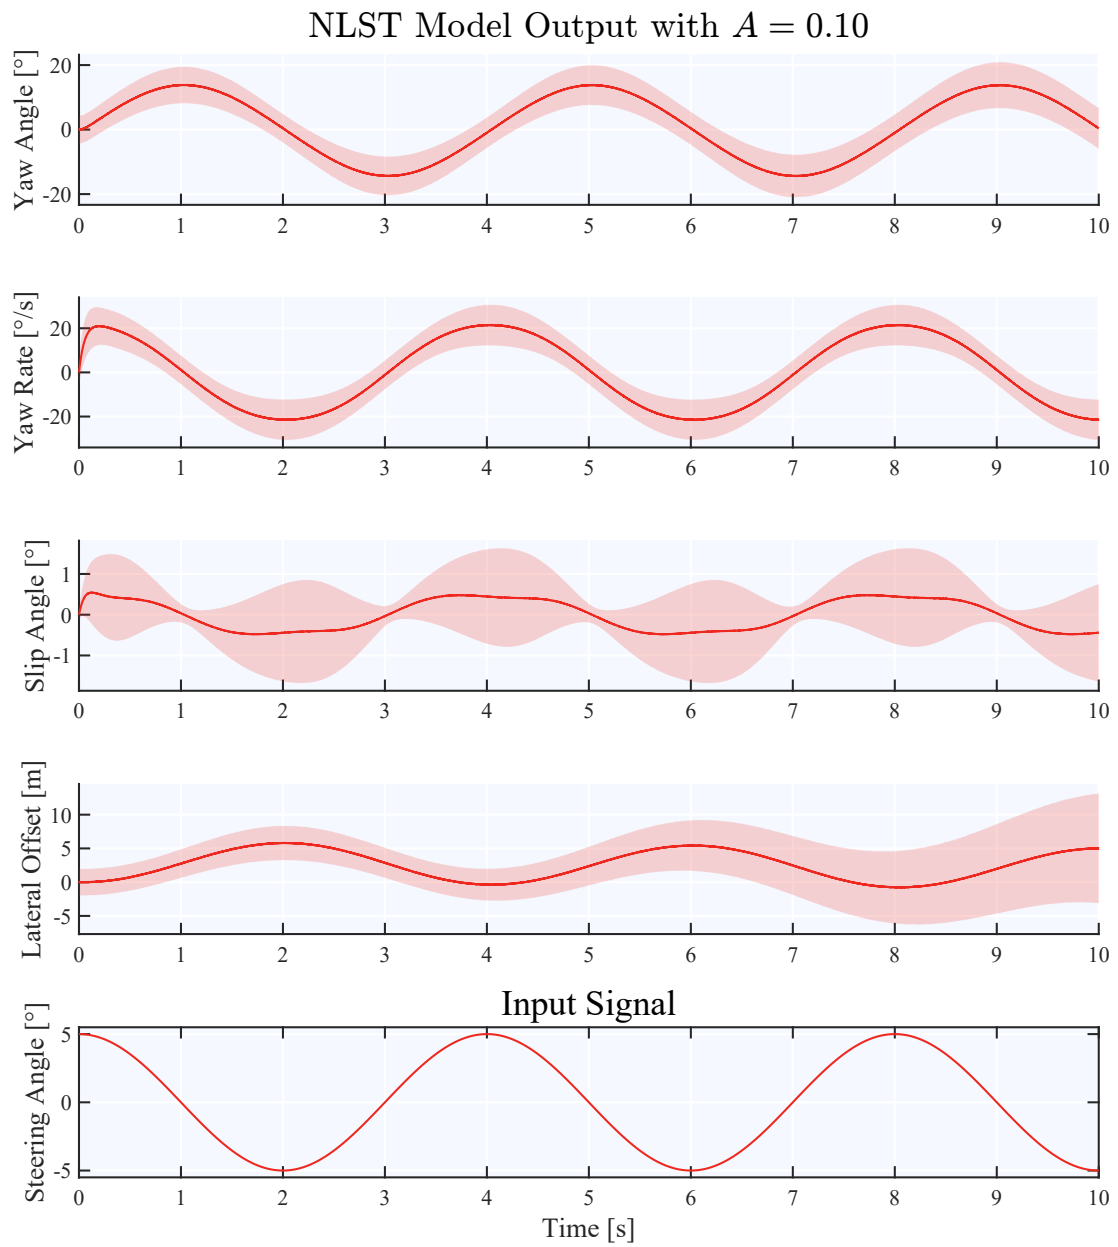 NLST Model Output with A = 0.10
Yaw Angle [°]
20
0
-20
0 1 2 3 4 5 6 7 8 9 10
Yaw Rate [°/s]
20
0
-20
0 1 2 3 4 5 6 7 8 9 10
Slip Angle [°]
1
0
-1
0 1 2 3 4 5 6 7 8 9 10
Lateral Offset [m]
10
5
0
-5
0 1 2 3 4 5 6 7 8 9 10
Input Signal
Steering Angle [°]
5
0
-5
0 1 2 3 4 5 6 7 8 9 10
Time [s]